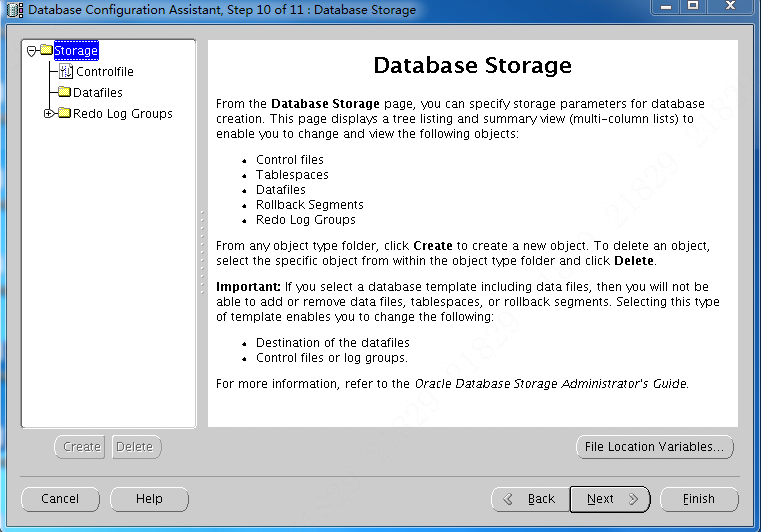 Database Configuration Assistant, Step 10 of 11 : Database Storage
Storage
Controlfile
Datafiles
Redo Log Groups
Database Storage
From the Database Storage page, you can specify storage parameters for database
creation. This page displays a tree listing and summary view (multi-column lists) to
enable you to change and view the following objects:
Control files
Tablespaces
Datafiles
Rollback Segments
Redo Log Groups
From any object type folder, click Create to create a new object. To delete an object,
select the specific object from within the object type folder and click Delete.
Important: If you select a database template including data files, then you will not be
able to add or remove data files, tablespaces, or rollback segments. Selecting this type
of template enables you to change the following:
Destination of the datafiles
Control files or log groups.
For more information, refer to the Oracle Database Storage Administrator's Guide.
Create Delete File Location Variables...
Cancel Help Back Next Finish